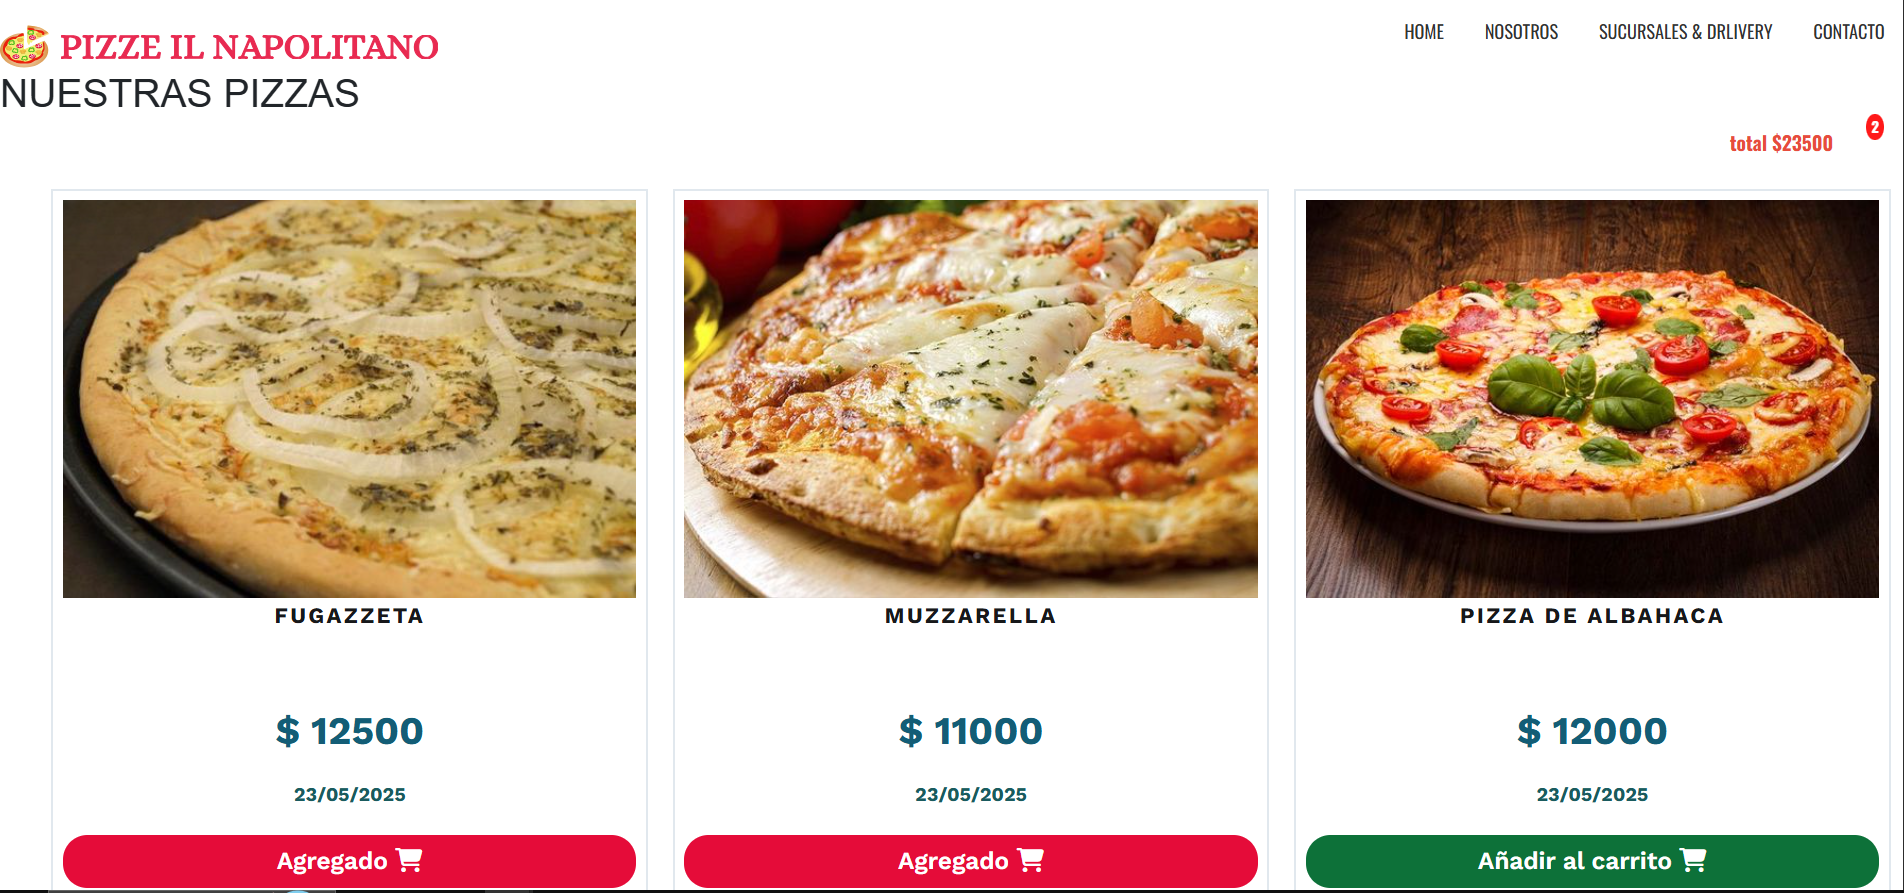 PIZZE IL NAPOLITANO
HOME NOSOTROS SUCURSALES & DRLIVERY CONTACTO
NUESTRAS PIZZAS
total $23500 2
FUGAZZETA
$ 12500
23/05/2025
Agregado
MUZZARELLA
$ 11000
23/05/2025
Agregado
PIZZA DE ALBAHACA
$ 12000
23/05/2025
Añadir al carrito